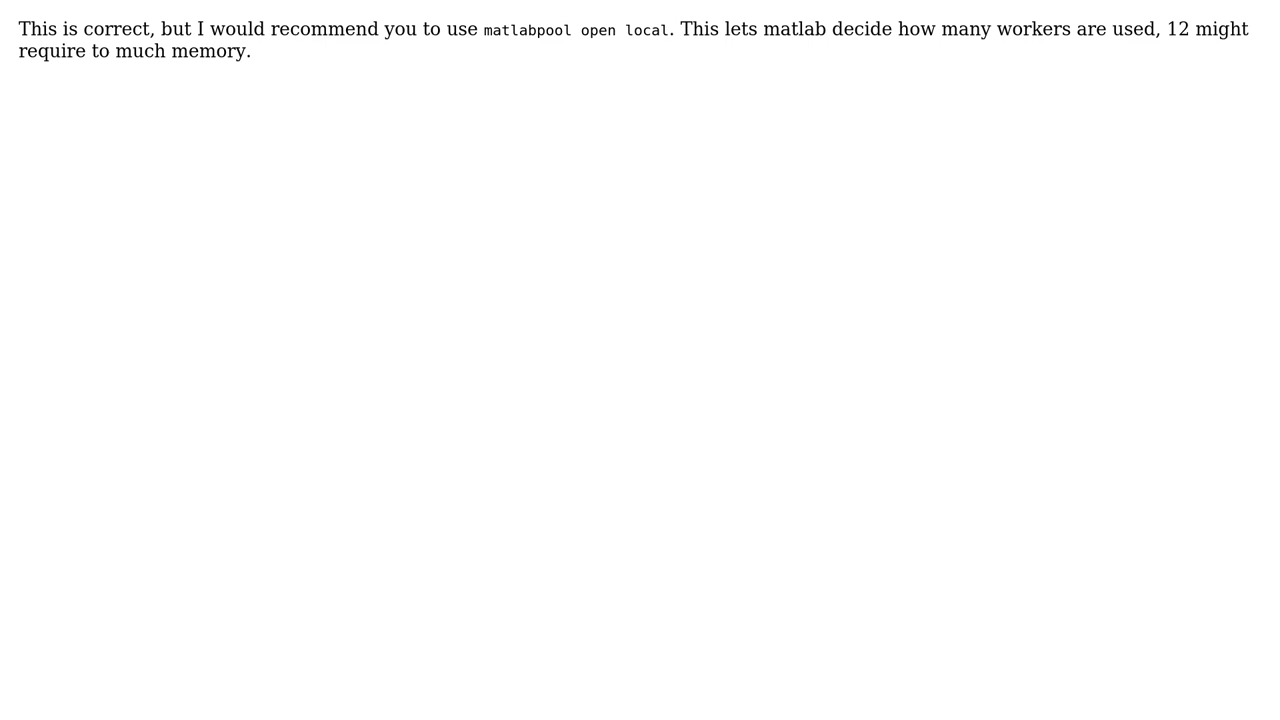 This is correct, but I would recommend you to use matlabpool open local. This lets matlab decide how many workers are used, 12 might
require to much memory.